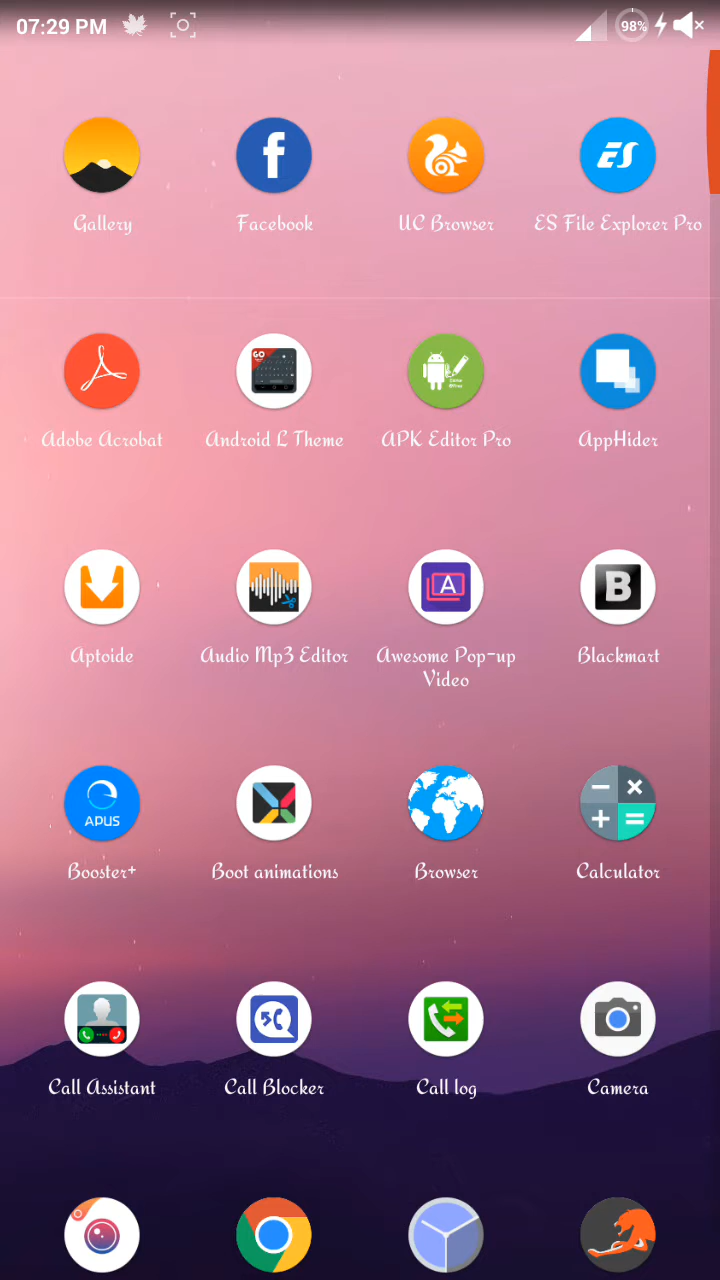 07:29 PM 98%
Gallery Facebook UC Browser ES File Explorer Pro
GO
Adobe Acrobat Android L Theme APK Editor Pro AppHider
A B
Aptoide Audio Mp3 Editor Awesome Pop-up Video Blackmart
APUS
Booster+ Boot animations Browser Calculator
Call Assistant Call Blocker Call log Camera